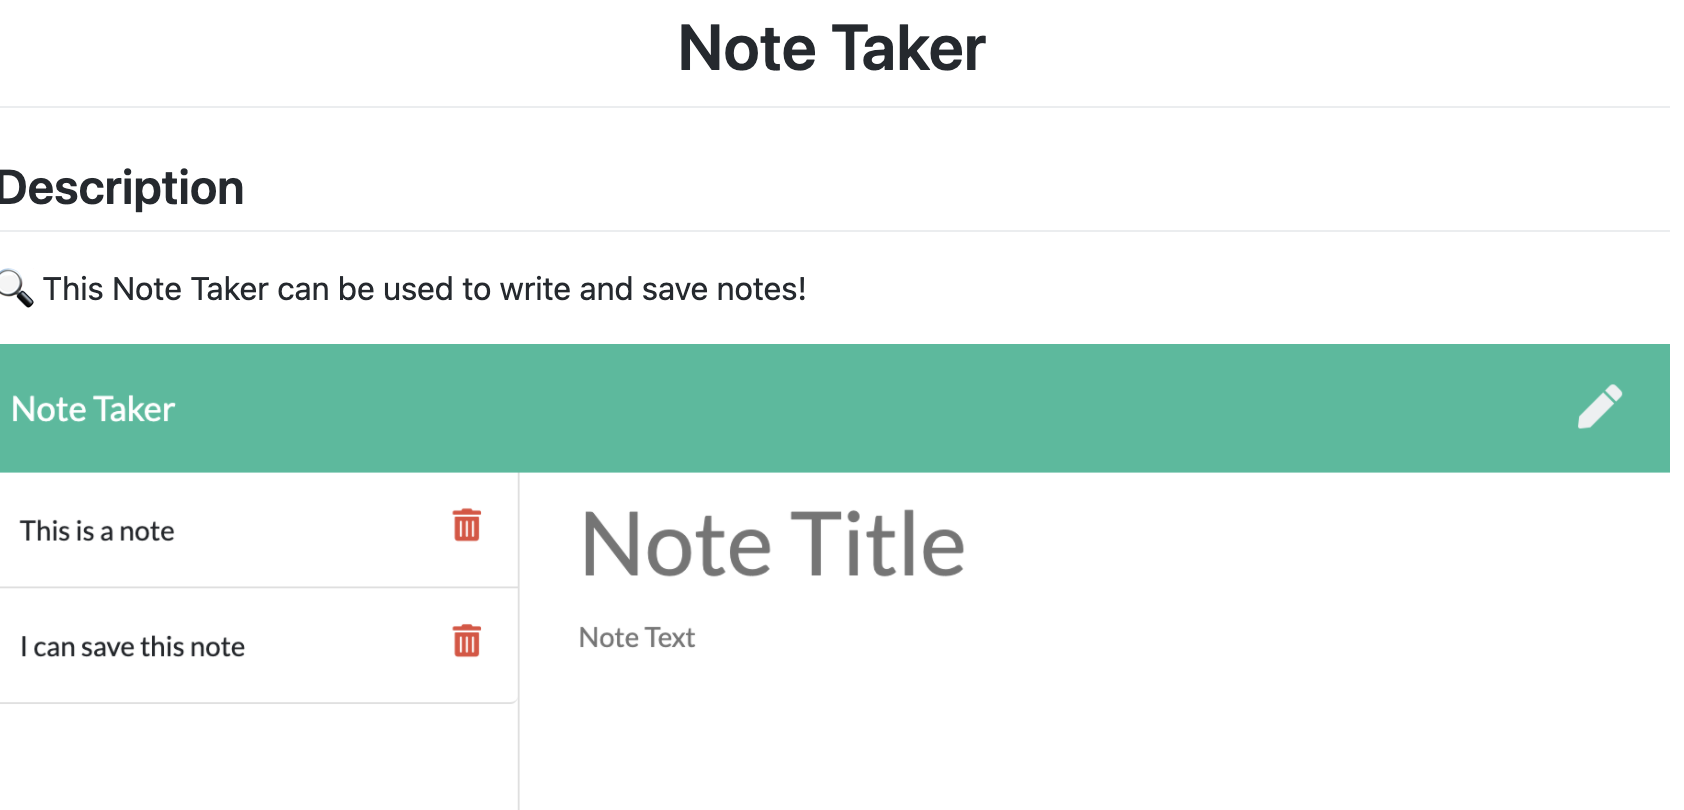 Note Taker
Description
🔍 This Note Taker can be used to write and save notes!
Note Taker
This is a note
I can save this note
Note Title
Note Text